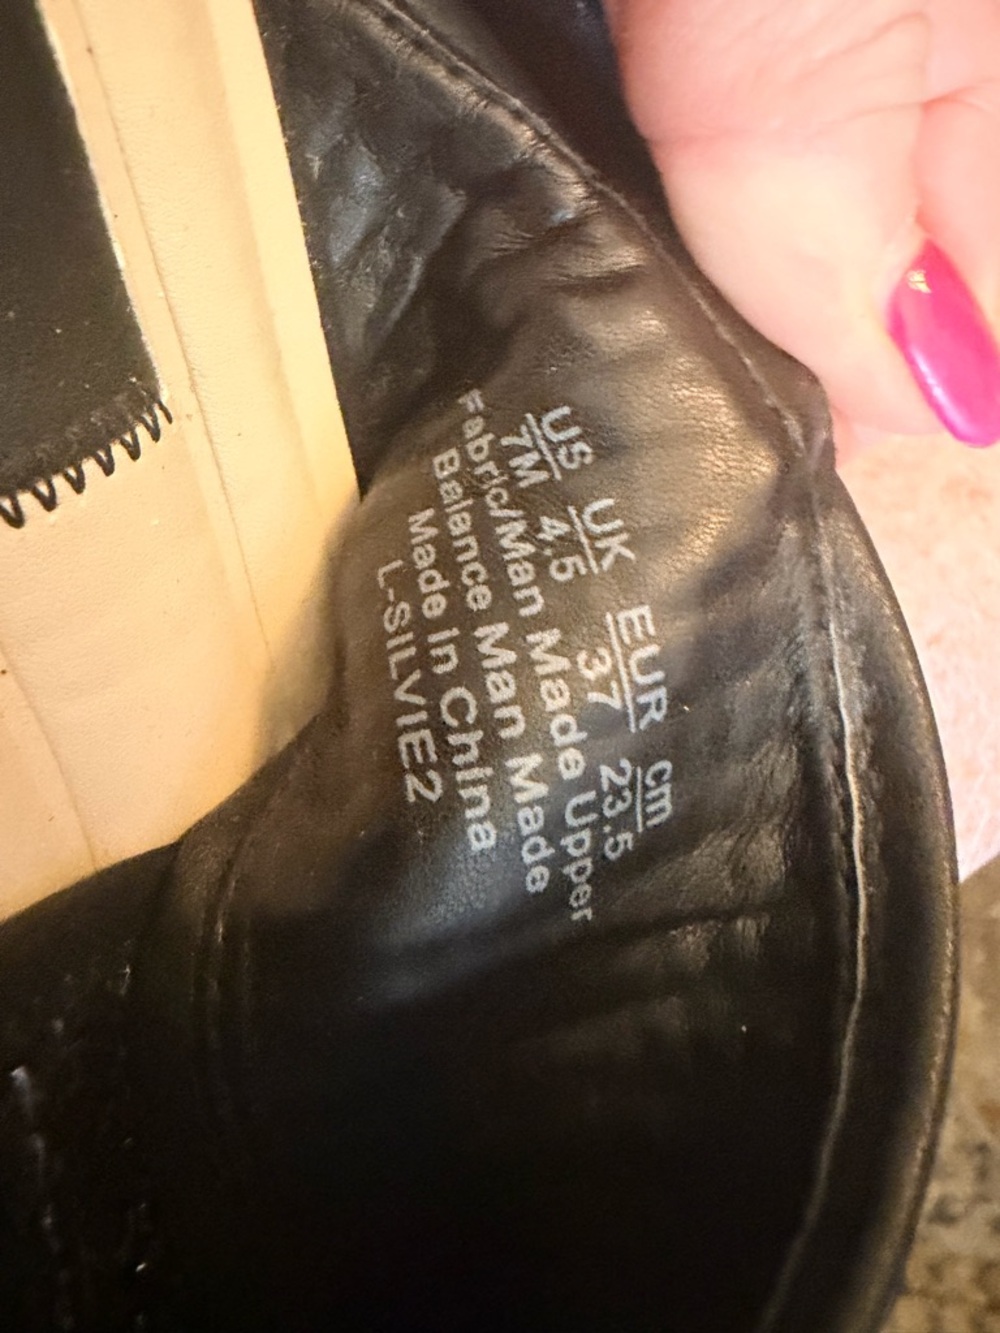 US UK EUR cm
7M 4.5 37 23.5
Fabric/Man Made Upper
Balance Man Made
Made In China
L-SILVIE2